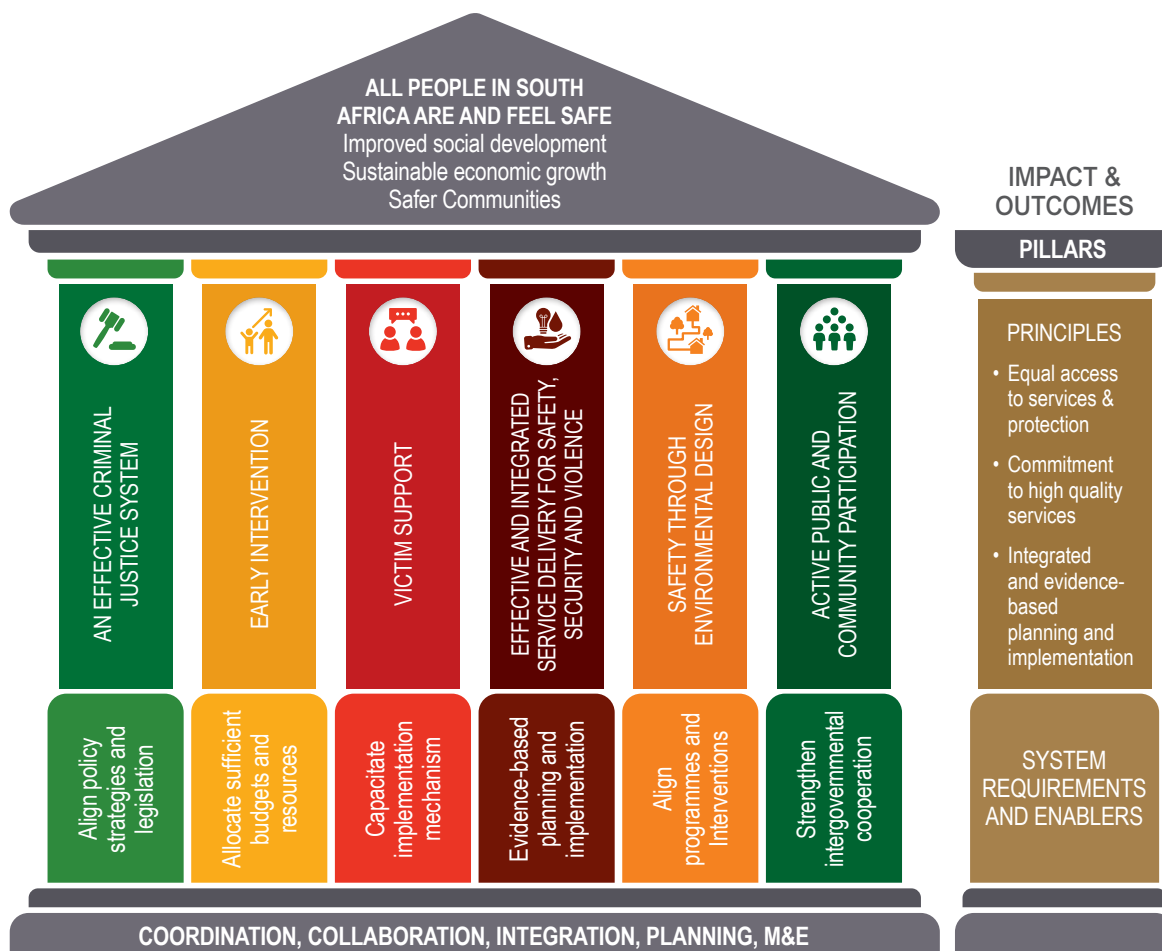 ALL PEOPLE IN SOUTH
AFRICA ARE AND FEEL SAFE
Improved social development
Sustainable economic growth
Safer Communities
IMPACT &
OUTCOMES
PILLARS
AN EFFECTIVE CRIMINAL
JUSTICE SYSTEM
EARLY INTERVENTION
VICTIM SUPPORT
EFFECTIVE AND INTEGRATED
SERVICE DELIVERY FOR SAFETY,
SECURITY AND VIOLENCE
SAFETY THROUGH
ENVIRONMENTAL DESIGN
ACTIVE PUBLIC AND
COMMUNITY PARTICIPATION
PRINCIPLES
• Equal access
to services &
protection
• Commitment
to high quality
services
• Integrated
and evidence-
based
planning and
implementation
Align policy
strategies and
legislation
Allocate sufficient
budgets and
resources
Capacitate
implementation
mechanism
Evidence-based
planning and
implementation
Align
programmes and
Interventions
Strengthen
intergovernmental
cooperation
SYSTEM
REQUIREMENTS
AND ENABLERS
COORDINATION, COLLABORATION, INTEGRATION, PLANNING, M&E